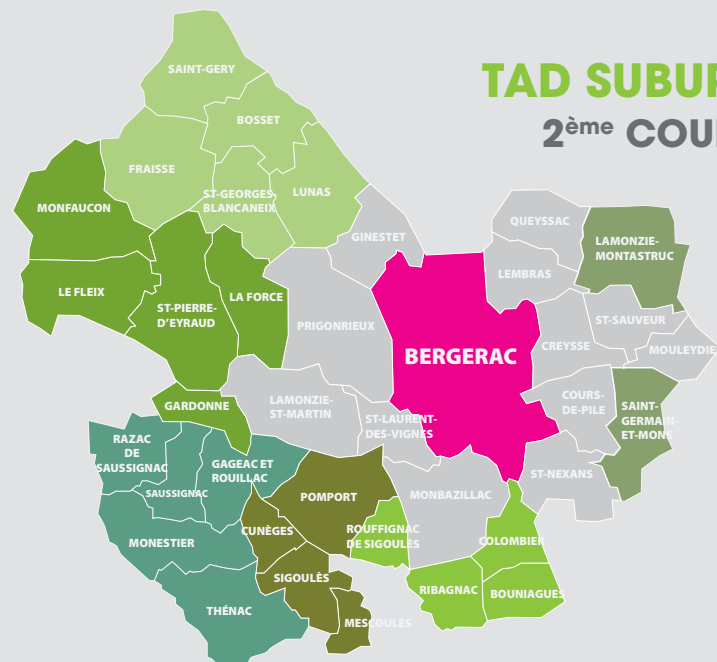 TAD SUBUR
2ème COU
SAINT-GERY
BOSSET
FRAISSE
ST-GEORGES-
BLANCANEIX
LUNAS
MONFAUCON
GINESTET
QUEYSSAC
LAMONZIE-
MONTASTRUC
LEMBRAS
LE FLEIX
ST-PIERRE-
D'EYRAUD
LA FORCE
PRIGONRIEUX
ST-SAUVEUR
CREYSSE
MOULEYDIER
BERGERAC
GARDONNE
LAMONZIE-
ST-MARTIN
ST-LAURENT-
DES-VIGNES
COURS-
DE-PILE
SAINT-
GERMAIN-
ET-MONS
RAZAC
DE
SAUSSIGNAC
SAUSSIGNAC
GAGEAC ET
ROUILLAC
POMPORT
MONBAZILLAC
ST-NEXANS
CUNÈGES
ROUFFIGNAC
DE SIGOULÈS
COLOMBIER
MONESTIER
SIGOULÈS
RIBAGNAC
BOUNIAGUES
THÉNAC
MESCOULES